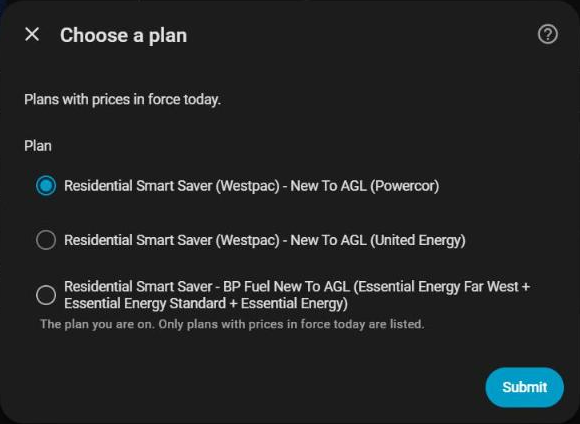 Choose a plan
Plans with prices in force today.
Plan
Residential Smart Saver (Westpac) - New To AGL (Powercor)
Residential Smart Saver (Westpac) - New To AGL (United Energy)
Residential Smart Saver - BP Fuel New To AGL (Essential Energy Far West +
Essential Energy Standard + Essential Energy)
The plan you are on. Only plans with prices in force today are listed.
Submit